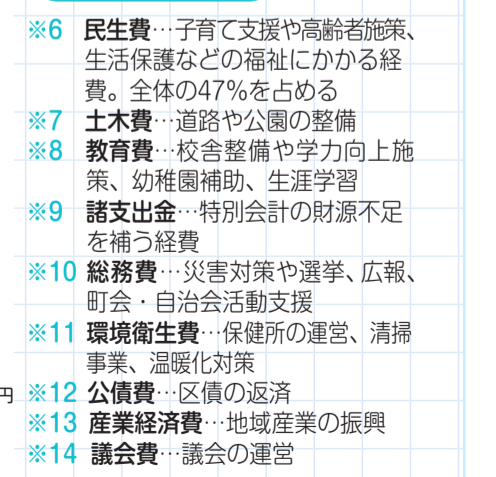 ※6 民生費…子育て支援や高齢者施策、
生活保護などの福祉にかかる経
費。全体の47%を占める
※7 土木費…道路や公園の整備
※8 教育費…校舎整備や学力向上施
策、幼稚園補助、生涯学習
※9 諸支出金…特別会計の財源不足
を補う経費
※10 総務費…災害対策や選挙、広報、
町会・自治会活動支援
※11 環境衛生費…保健所の運営、清掃
事業、温暖化対策
円 ※12 公債費…区債の返済
※13 産業経済費…地域産業の振興
※14 議会費…議会の運営